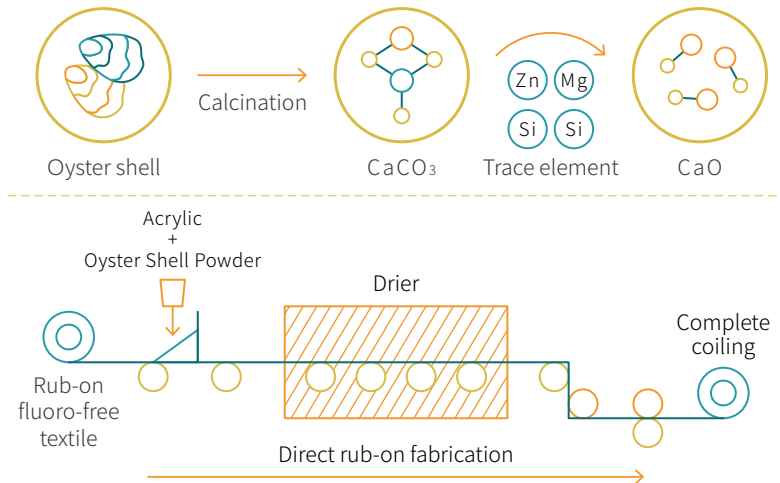 Calcination
Zn
Mg
Si
Si
Oyster shell
CaCO₃
Trace element
CaO
Acrylic
+
Oyster Shell Powder
Drier
Complete
coiling
Rub-on
fluoro-free
textile
Direct rub-on fabrication